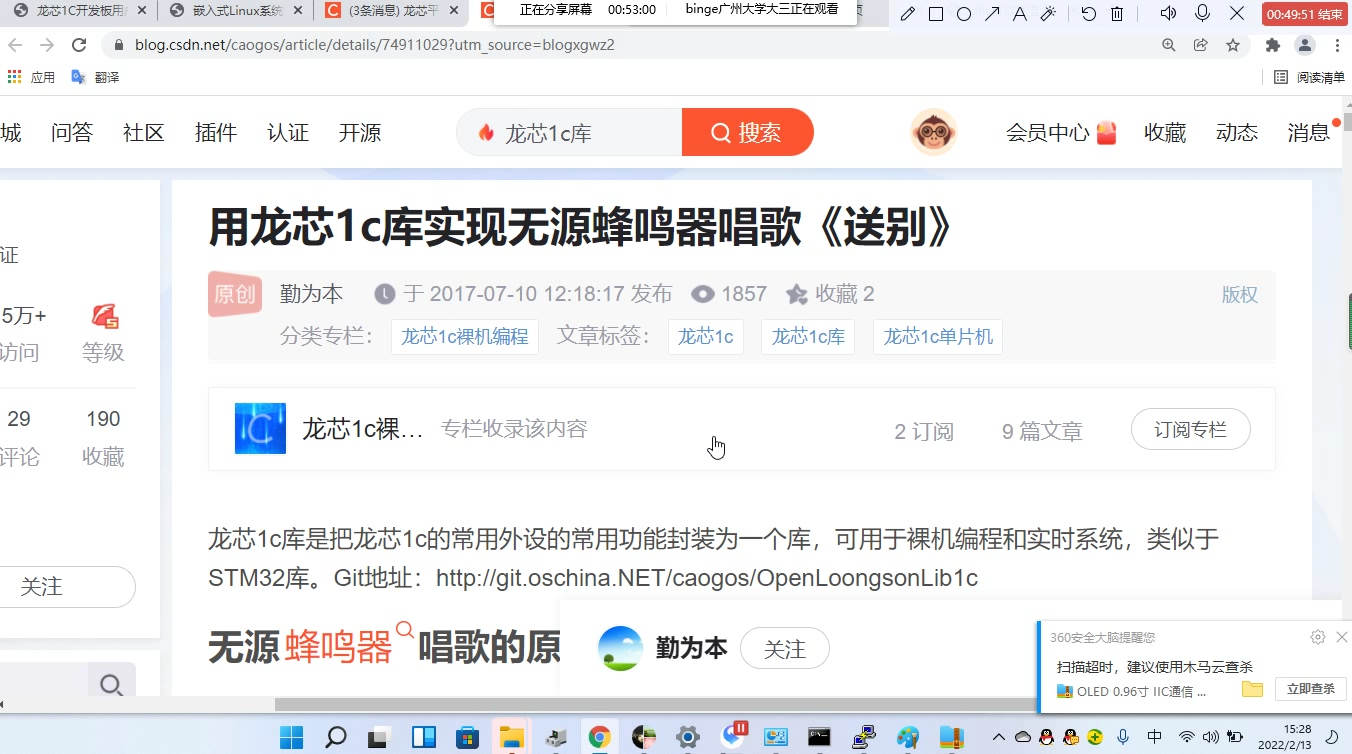 龙芯1C开发板用
嵌入式Linux系统
(3条消息) 龙芯平
正在分享屏幕 00:53:00 binge广州大学大三正在观看
00:49:51 结束
blog.csdn.net/caogos/article/details/74911029?utm_source=blogxgwz2
应用 翻译 阅读清单
城 问答 社区 插件 认证 开源 龙芯1c库 搜索 会员中心 收藏 动态 消息
用龙芯1c库实现无源蜂鸣器唱歌《送别》
证
原创 勤为本 于 2017-07-10 12:18:17 发布 1857 收藏 2 版权
分类专栏： 龙芯1c裸机编程 文章标签： 龙芯1c 龙芯1c库 龙芯1c单片机
5万+
访问 等级
29 190
评论 收藏
龙芯1c裸… 专栏收录该内容 2 订阅 9 篇文章 订阅专栏
关注
龙芯1c库是把龙芯1c的常用外设的常用功能封装为一个库，可用于裸机编程和实时系统，类似于
STM32库。Git地址：http://git.oschina.NET/caogos/OpenLoongsonLib1c
无源蜂鸣器唱歌的原
勤为本 关注
360安全大脑提醒您
扫描超时，建议使用木马云查杀
OLED 0.96寸 IIC通信 ... 立即查杀
中
15:28
2022/2/13